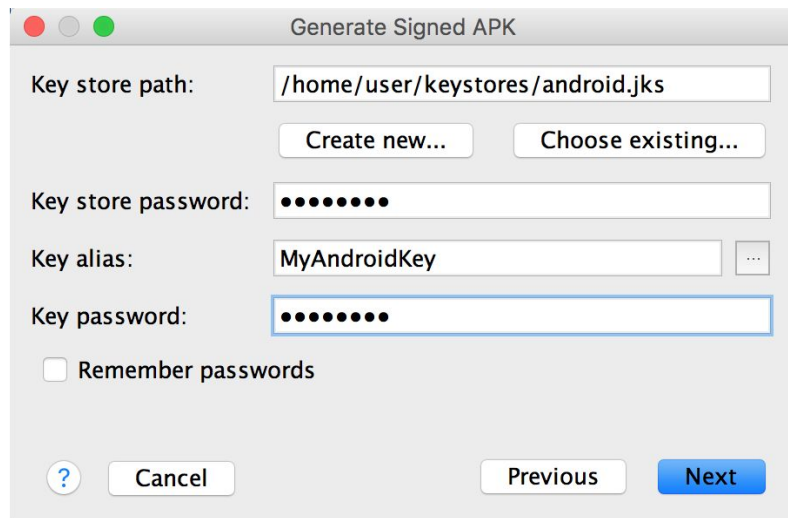 Generate Signed APK
Key store path: /home/user/keystores/android.jks
Create new... Choose existing...
Key store password: ••••••••
Key alias: MyAndroidKey ...
Key password: ••••••••
Remember passwords
? Cancel Previous Next